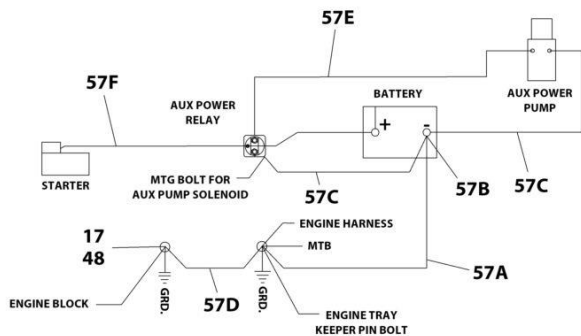 57E
57F
AUX POWER
RELAY
BATTERY
AUX POWER
PUMP
+
-
STARTER
MTG BOLT FOR
AUX PUMP SOLENOID
57C
57B
57C
ENGINE HARNESS
17
48
MTB
57A
ENGINE BLOCK
GRD.
57D
GRD.
ENGINE TRAY
KEEPER PIN BOLT